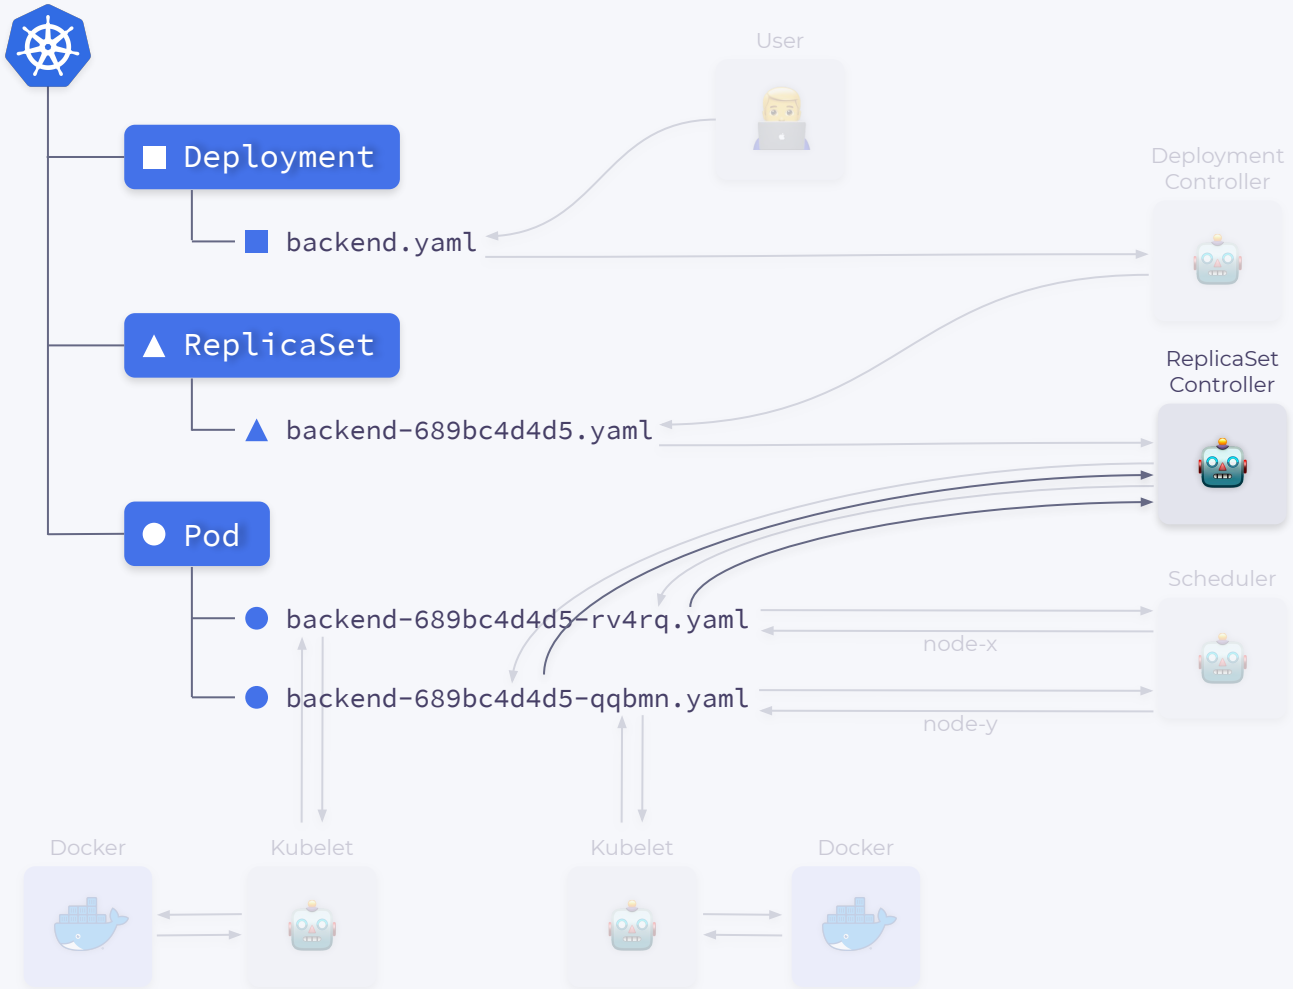 User
Deployment
Deployment
Controller
backend.yaml
ReplicaSet
ReplicaSet
Controller
backend-689bc4d4d5.yaml
Pod
Scheduler
backend-689bc4d4d5-rv4rq.yaml
node-x
backend-689bc4d4d5-qqbmn.yaml
node-y
Docker
Kubelet
Kubelet
Docker